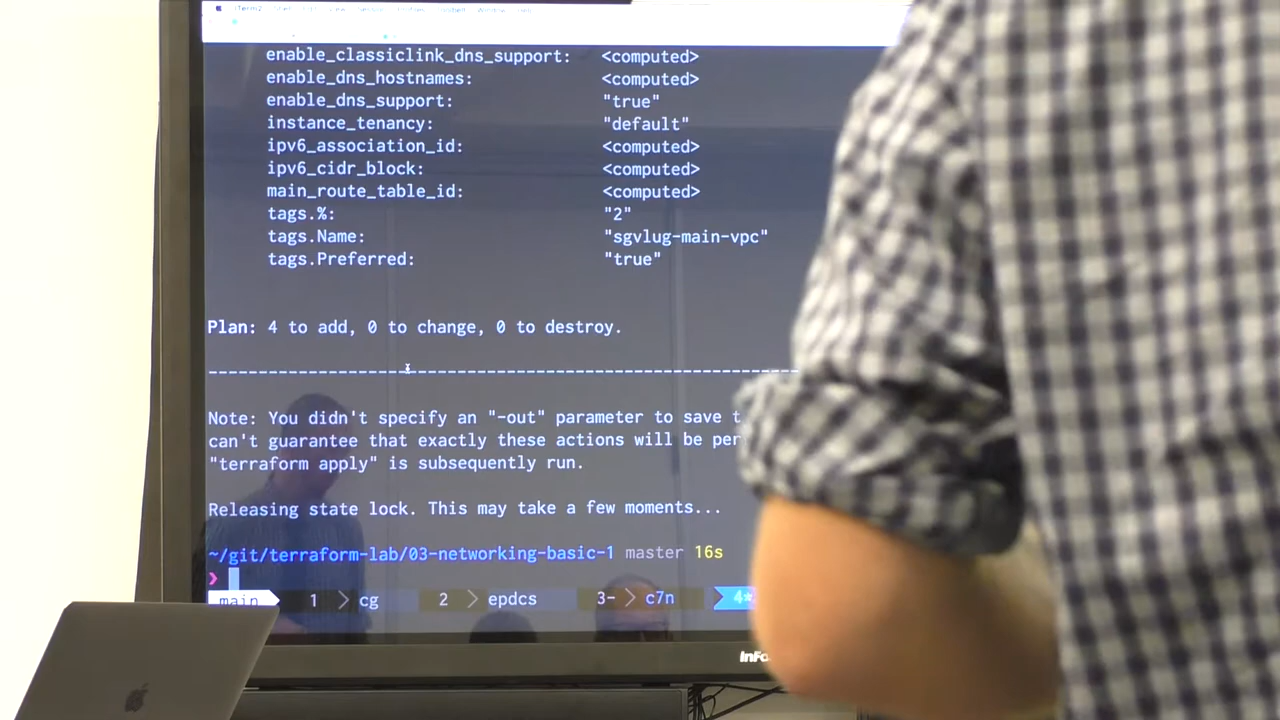 enable_classiclink_dns_support: <computed>
enable_dns_hostnames: <computed>
enable_dns_support: "true"
instance_tenancy: "default"
ipv6_association_id: <computed>
ipv6_cidr_block: <computed>
main_route_table_id: <computed>
tags.%: "2"
tags.Name: "sgvlug-main-vpc"
tags.Preferred: "true"
Plan: 4 to add, 0 to change, 0 to destroy.
--------------------------------------------------------------
Note: You didn't specify an "-out" parameter to save t
can't guarantee that exactly these actions will be per
"terraform apply" is subsequently run.
Releasing state lock. This may take a few moments...
~/git/terraform-lab/03-networking-basic-1 master 16s
❯
main 1 > cg 2 > epdcs 3- > c7n 4*
InFo